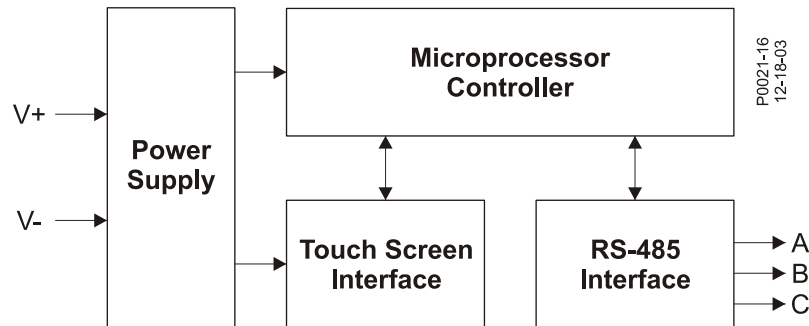 Microprocessor
Controller
P0021-16
12-18-03
V+
Power
Supply
V-
Touch Screen
Interface
RS-485
Interface
A
B
C